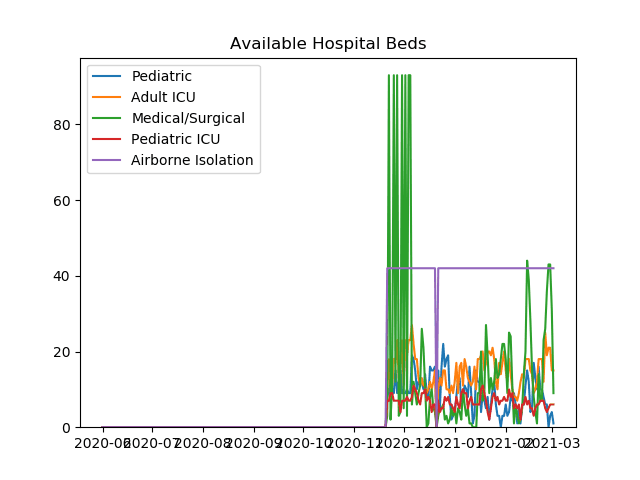 Available Hospital Beds
Pediatric
Adult ICU
Medical/Surgical
Pediatric ICU
Airborne Isolation
80
60
40
20
0
2020-06 2020-07 2020-08 2020-09 2020-10 2020-11 2020-12 2021-01 2021-02 2021-03